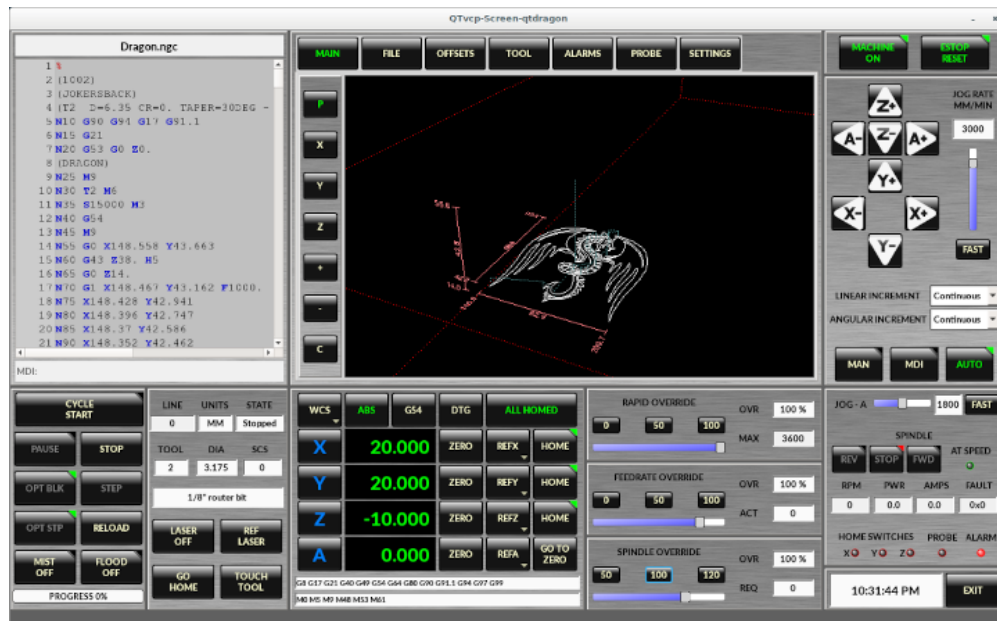 QTvcp-Screen-qtdragon
Dragon.ngc
1 %
2 (1002)
3 (JOKERSBACK)
4 (T2 D=6.35 CR=0. TAPER=30DEG -
5 N10 G90 G94 G17 G91.1
6 N15 G21
7 N20 G53 G0 Z0.
8 (DRAGON)
9 N25 M9
10 N30 T2 M6
11 N35 S15000 M3
12 N40 G54
13 N45 M9
14 N55 G0 X148.558 Y43.663
15 N60 G43 Z38. H5
16 N65 G0 Z14.
17 N70 G1 X148.467 Y43.162 F1000.
18 N75 X148.428 Y42.941
19 N80 X148.396 Y42.747
20 N85 X148.37 Y42.586
21 N90 X148.352 Y42.462
MDI:
MAIN FILE OFFSETS TOOL ALARMS PROBE SETTINGS
P
X
Y
Z
+
-
C
MACHINE ON
ESTOP RESET
JOG RATE
MM/MIN
3000
Z+
A- Z- A+
Y+
X- X+
Y-
FAST
LINEAR INCREMENT Continuous
ANGULAR INCREMENT Continuous
MAN MDI AUTO
CYCLE START
PAUSE STOP
OPT BLK STEP
OPT STP RELOAD
MIST OFF FLOOD OFF
PROGRESS 0%
LINE UNITS STATE
0 MM Stopped
TOOL DIA SCS
2 3.175 0
1/8" router bit
LASER OFF REF LASER
GO HOME TOUCH TOOL
WCS ABS G54 DTG ALL HOMED
X 20.000 ZERO REFX HOME
Y 20.000 ZERO REFY HOME
Z -10.000 ZERO REFZ HOME
A 0.000 ZERO REFA GO TO ZERO
G8 G17 G21 G40 G49 G54 G64 G80 G90 G91.1 G94 G97 G99
M0 M5 M9 M48 M53 M61
RAPID OVERRIDE
OVR 100 %
0 50 100
MAX 3600
FEEDRATE OVERRIDE
OVR 100 %
0 50 100
ACT 0
SPINDLE OVERRIDE
OVR 100 %
50 100 120
REQ 0
JOG - A 1800 FAST
SPINDLE
REV STOP FWD AT SPEED
RPM PWR AMPS FAULT
0 0.0 0.0 0x0
HOME SWITCHES PROBE ALARM
X Y Z
10:31:44 PM EXIT